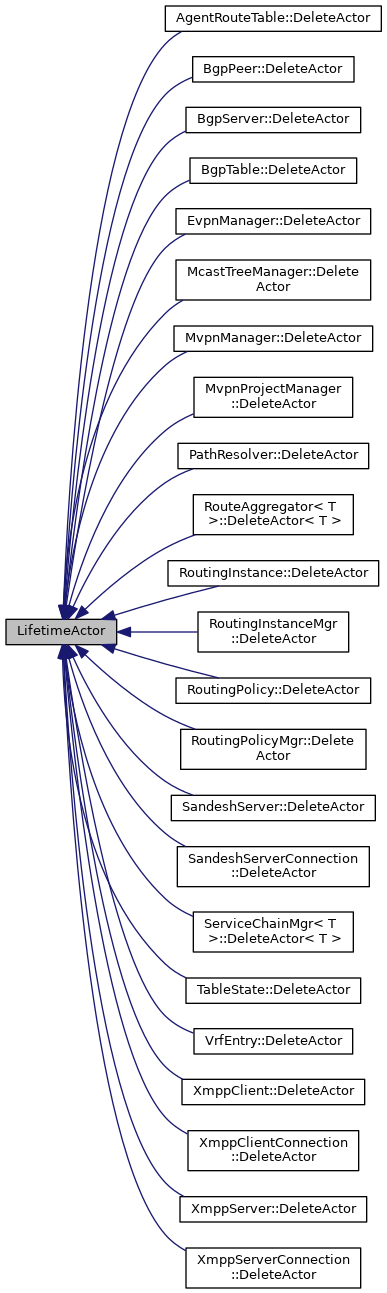 AgentRouteTable::DeleteActor
BgpPeer::DeleteActor
BgpServer::DeleteActor
BgpTable::DeleteActor
EvpnManager::DeleteActor
McastTreeManager::Delete
Actor
MvpnManager::DeleteActor
MvpnProjectManager
::DeleteActor
PathResolver::DeleteActor
RouteAggregator< T
>::DeleteActor< T >
RoutingInstance::DeleteActor
LifetimeActor
RoutingInstanceMgr
::DeleteActor
RoutingPolicy::DeleteActor
RoutingPolicyMgr::Delete
Actor
SandeshServer::DeleteActor
SandeshServerConnection
::DeleteActor
ServiceChainMgr< T
>::DeleteActor< T >
TableState::DeleteActor
VrfEntry::DeleteActor
XmppClient::DeleteActor
XmppClientConnection
::DeleteActor
XmppServer::DeleteActor
XmppServerConnection
::DeleteActor